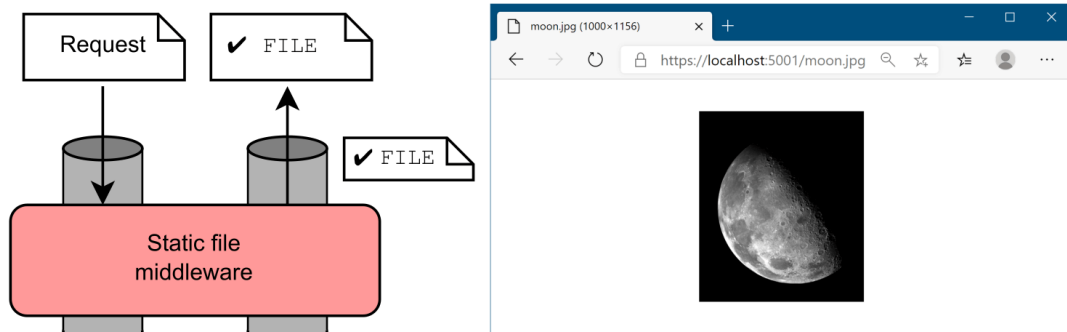 Request
✔ FILE
✔ FILE
Static file
middleware
moon.jpg (1000×1156)
https://localhost:5001/moon.jpg